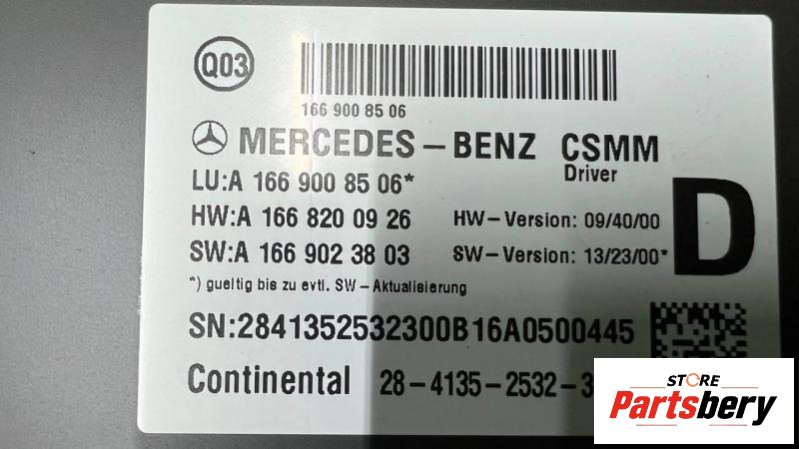 Q03
166 900 85 06
MERCEDES-BENZ CSMM
Driver
LU:A 166 900 85 06*
D
HW:A 166 820 09 26 HW-Version: 09/40/00
SW:A 166 902 38 03 SW-Version: 13/23/00*
*) gueltig bis zu evtl. SW-Aktualisierung
SN:2841352532300B16A0500445
Continental 28-4135-2532-3
STORE
Partsbery